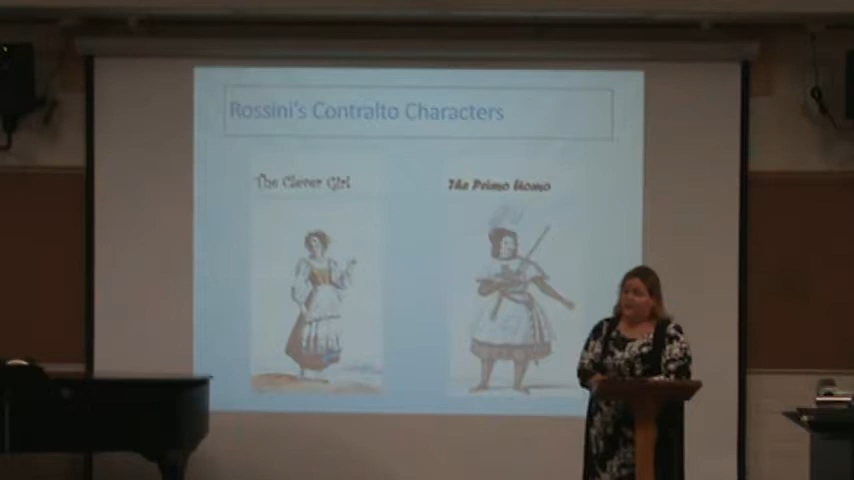 Rossini's Contralto Characters
The Clever Girl
The Primo Uomo